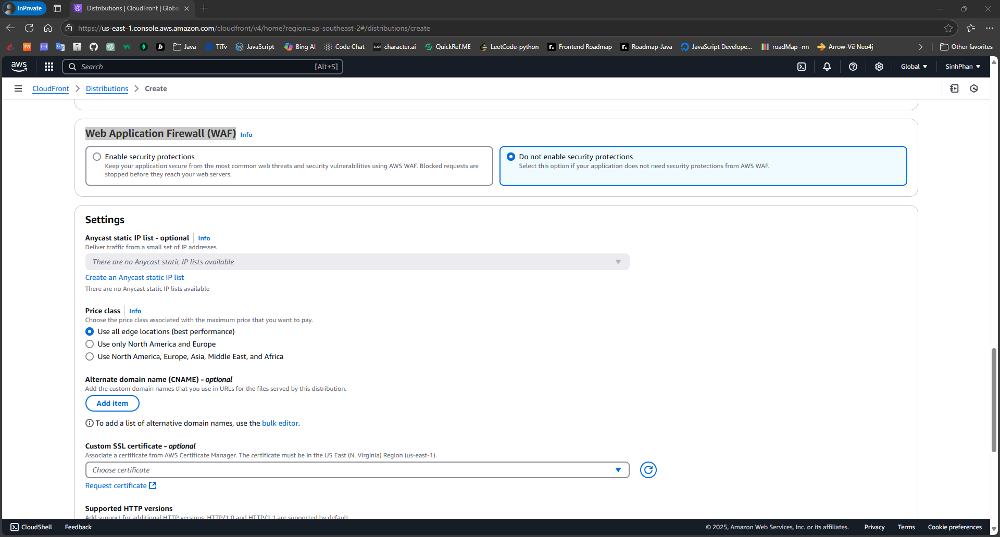 InPrivate
Distributions | CloudFront | Globa
https://us-east-1.console.aws.amazon.com/cloudfront/v4/home?region=ap-southeast-2#/distributions/create
F8
Java
TiTv
JavaScript
Bing AI
Code Chat
c.ai
character.ai
QuickRef.ME
LeetCode-python
Frontend Roadmap
Roadmap-Java
JavaScript Develope...
roadMap -nn
Arrow-Vẽ Neo4j
Other favorites
aws
Search
[Alt+S]
Global
SinhPhan
CloudFront
Distributions
Create
Web Application Firewall (WAF) Info
Enable security protections
Keep your application secure from the most common web threats and security vulnerabilities using AWS WAF. Blocked requests are
stopped before they reach your web servers.
Do not enable security protections
Select this option if your application does not need security protections from AWS WAF.
Settings
Anycast static IP list - optional Info
Deliver traffic from a small set of IP addresses
There are no Anycast static IP lists available
Create an Anycast static IP list
There are no Anycast static IP lists available
Price class Info
Choose the price class associated with the maximum price that you want to pay.
Use all edge locations (best performance)
Use only North America and Europe
Use North America, Europe, Asia, Middle East, and Africa
Alternate domain name (CNAME) - optional
Add the custom domain names that you use in URLs for the files served by this distribution.
Add item
To add a list of alternative domain names, use the bulk editor.
Custom SSL certificate - optional
Associate a certificate from AWS Certificate Manager. The certificate must be in the US East (N. Virginia) Region (us-east-1).
Choose certificate
Request certificate
Supported HTTP versions
Add support for additional HTTP versions. HTTP/1.0 and HTTP/1.1 are supported by default.
CloudShell
Feedback
© 2025, Amazon Web Services, Inc. or its affiliates.
Privacy
Terms
Cookie preferences